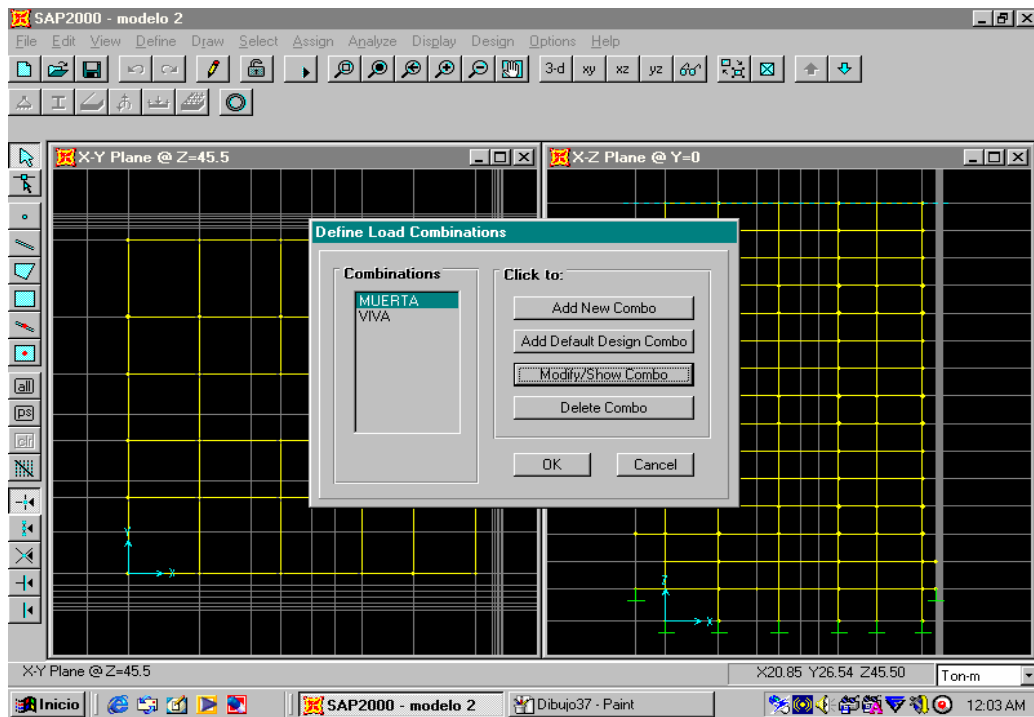 SAP2000 - modelo 2
File Edit View Define Draw Select Assign Analyze Display Design Options Help
3-d xy xz yz
X-Y Plane @ Z=45.5
X-Z Plane @ Y=0
Define Load Combinations
Combinations
MUERTA
VIVA
Click to:
Add New Combo
Add Default Design Combo
Modify/Show Combo
Delete Combo
OK
Cancel
all
ps
clr
Y
X
Z
X
X-Y Plane @ Z=45.5
X20.85 Y26.54 Z45.50
Ton-m
Inicio
SAP2000 - modelo 2
Dibujo37 - Paint
12:03 AM